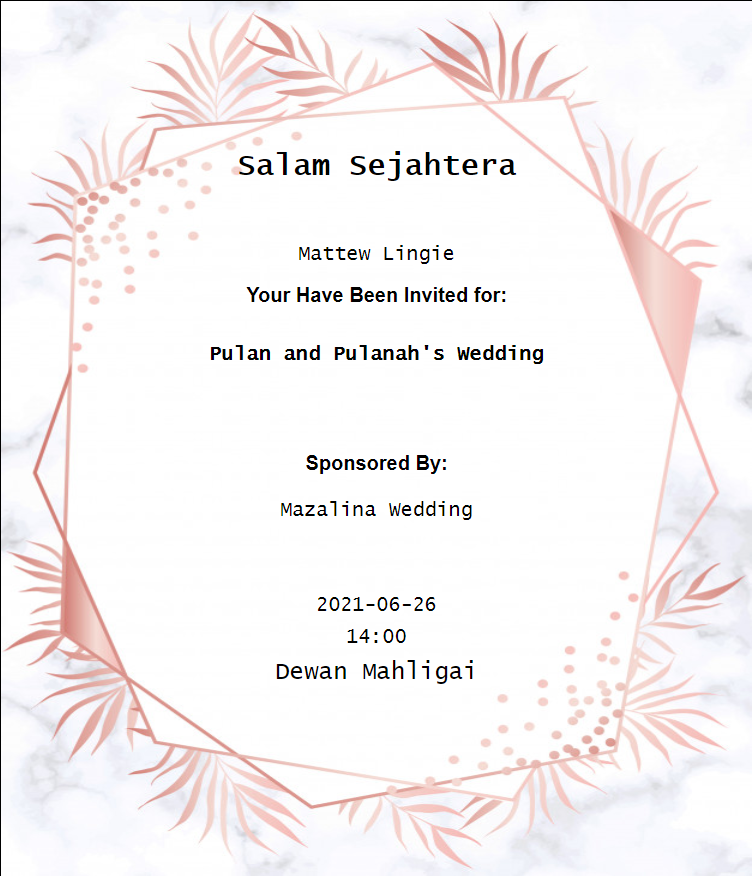 Salam Sejahtera
Mattew Lingie
Your Have Been Invited for:
Pulan and Pulanah's Wedding
Sponsored By:
Mazalina Wedding
2021-06-26
14:00
Dewan Mahligai